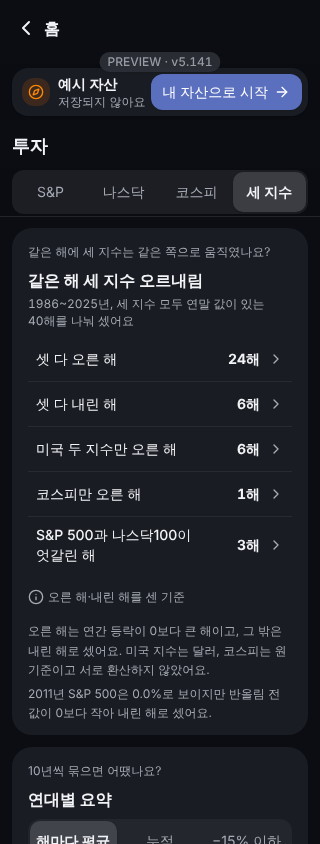 홈
PREVIEW · v5.141
예시 자산
저장되지 않아요
내 자산으로 시작 →
투자
S&P 나스닥 코스피 세 지수
같은 해에 세 지수는 같은 쪽으로 움직였나요?
같은 해 세 지수 오르내림
1986~2025년, 세 지수 모두 연말 값이 있는
40해를 나눠 셌어요
셋 다 오른 해 24해
셋 다 내린 해 6해
미국 두 지수만 오른 해 6해
코스피만 오른 해 1해
S&P 500과 나스닥100이
엇갈린 해 3해
오른 해·내린 해를 센 기준
오른 해는 연간 등락이 0보다 큰 해이고, 그 밖은
내린 해로 셌어요. 미국 지수는 달러, 코스피는 원
기준이고 서로 환산하지 않았어요.
2011년 S&P 500은 0.0%로 보이지만 반올림 전
값이 0보다 작아 내린 해로 셌어요.
10년씩 묶으면 어땠나요?
연대별 요약
해마다 평균 누적 −15% 이하